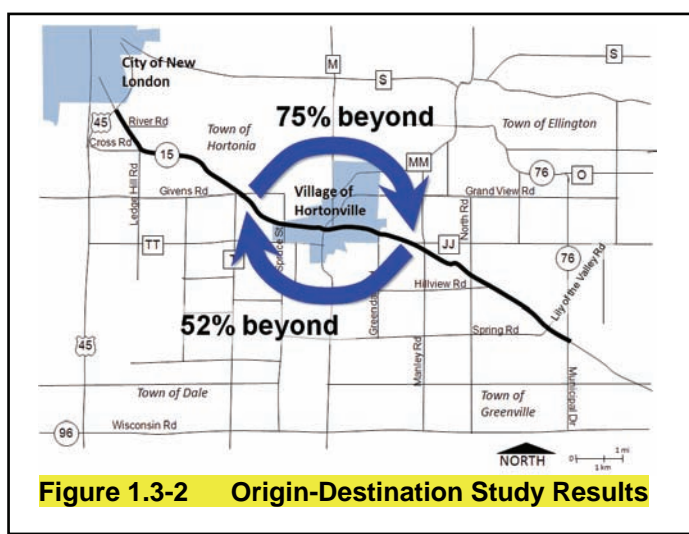 City of New
London
M
S
S
45
River Rd
Town of
Hortonia
75% beyond
Town of Ellington
Cross Rd
15
MM
76
O
Ledge Hill Rd
Givens Rd
Village of
Hortonville
North Rd
Grand View Rd
TT
Spruce St
JJ
76
Lily of the Valley Rd
Hillview Rd
52% beyond
Spring Rd
45
Manley Rd
Town of Dale
Town of
Greenville
Municipal Dr
Wisconsin Rd
96
NORTH
0 1 mi
1 km
Figure 1.3-2 Origin-Destination Study Results